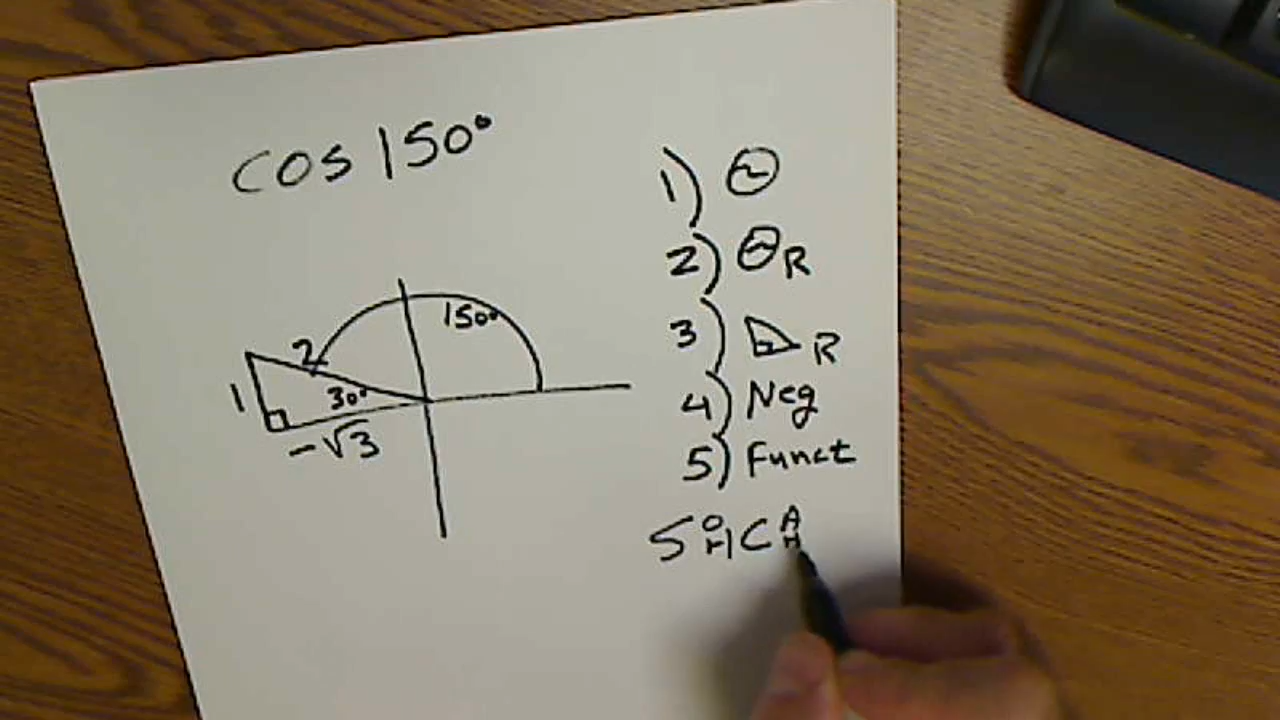 cos 150°
150°
2
1
30°
-√3
1) Θ
2) ΘR
3) R
4) Neg
5) Funct
S O/H C A/H